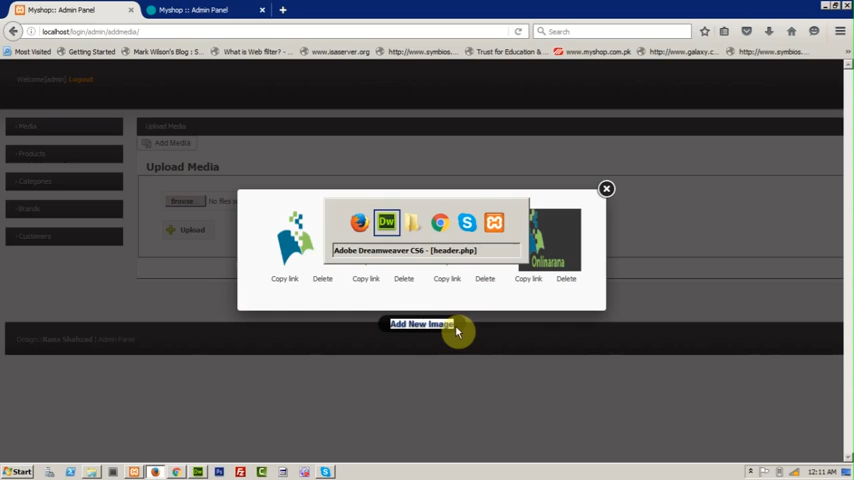 Myshop :: Admin Panel
Myshop :: Admin Panel
localhost/login/admin/addmedia/
Search
Most Visited
Getting Started
Mark Wilson's Blog : S...
What is Web filter? - ...
www.isaserver.org
http://www.symbios...
Trust for Education &...
www.myshop.com.pk
http://www.galaxy.c...
http://www.symbios...
Welcome[admin] Logout
Media
Upload Media
Add Media
Products
Upload Media
Categories
Browse...
No files s
Brands
Upload
Customers
Dw
Adobe Dreamweaver CS6 - [header.php]
Onlinarana
Copy link
Delete
Copy link
Delete
Copy link
Delete
Copy link
Delete
Add New Image
Design: Rana Shahzad | Admin Panel
Start
12:11 AM